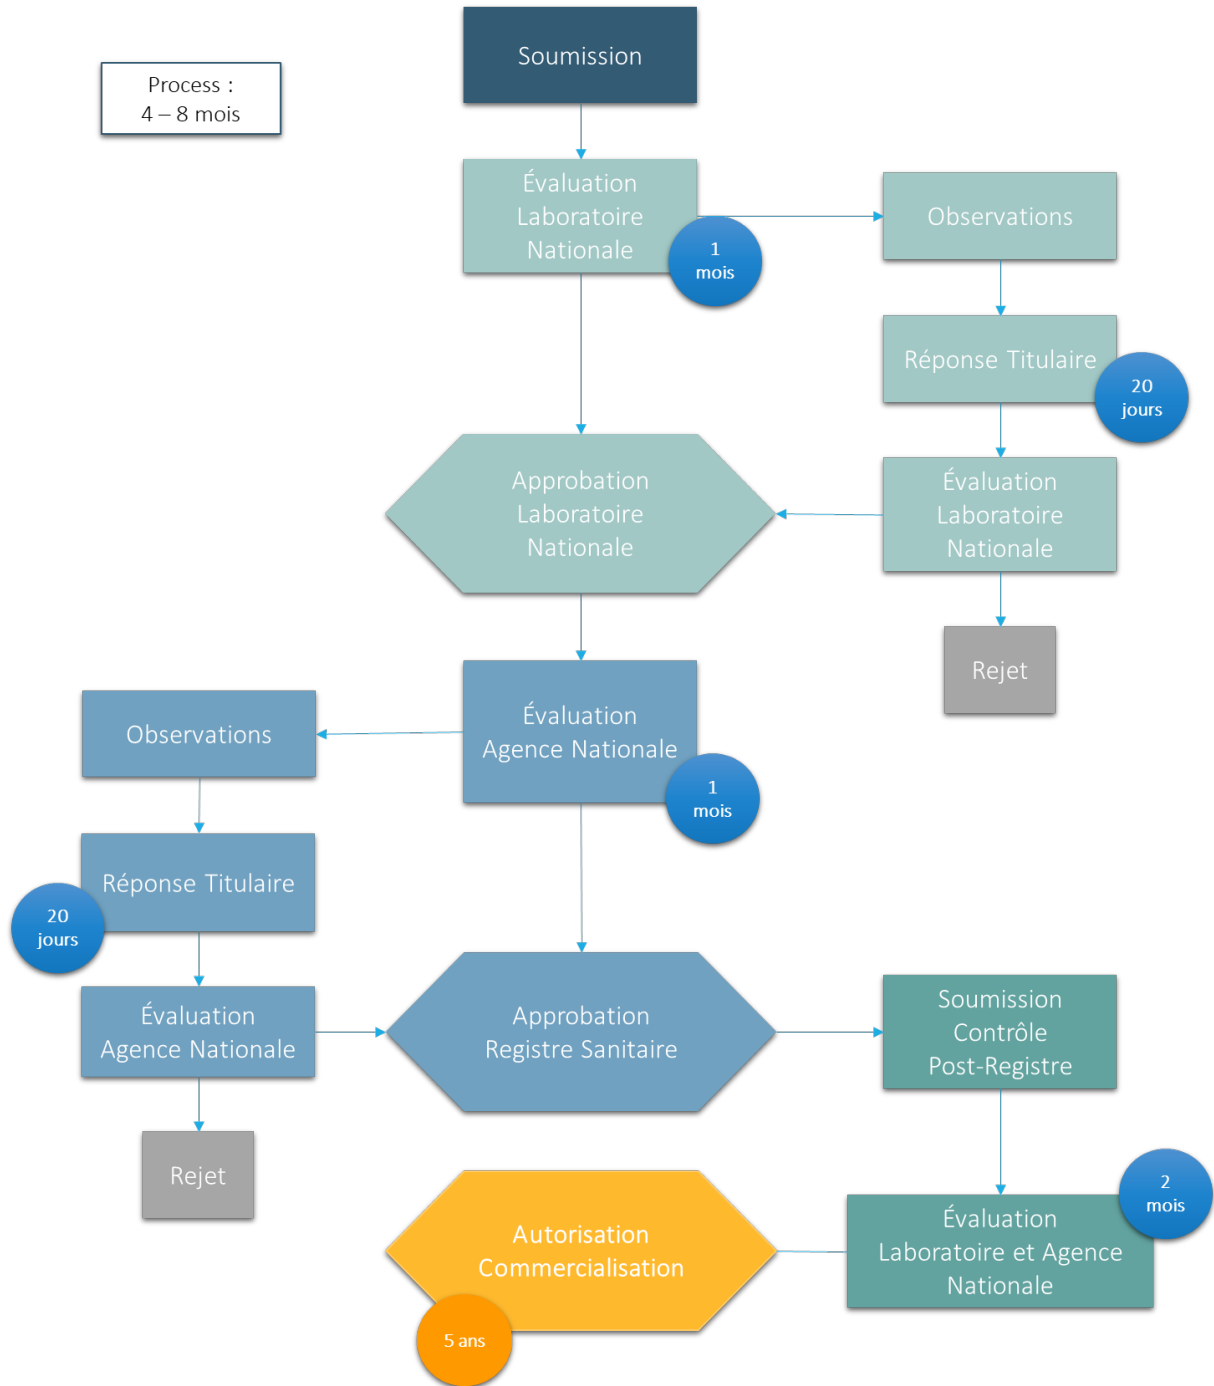 Soumission
Process :
4 – 8 mois
Évaluation
Laboratoire
Nationale
1
mois
Observations
Réponse Titulaire
20
jours
Approbation
Laboratoire
Nationale
Évaluation
Laboratoire
Nationale
Rejet
Évaluation
Agence Nationale
1
mois
Observations
Réponse Titulaire
20
jours
Évaluation
Agence Nationale
Rejet
Approbation
Registre Sanitaire
Soumission
Contrôle
Post-Registre
2
mois
Évaluation
Laboratoire et Agence
Nationale
Autorisation
Commercialisation
5 ans